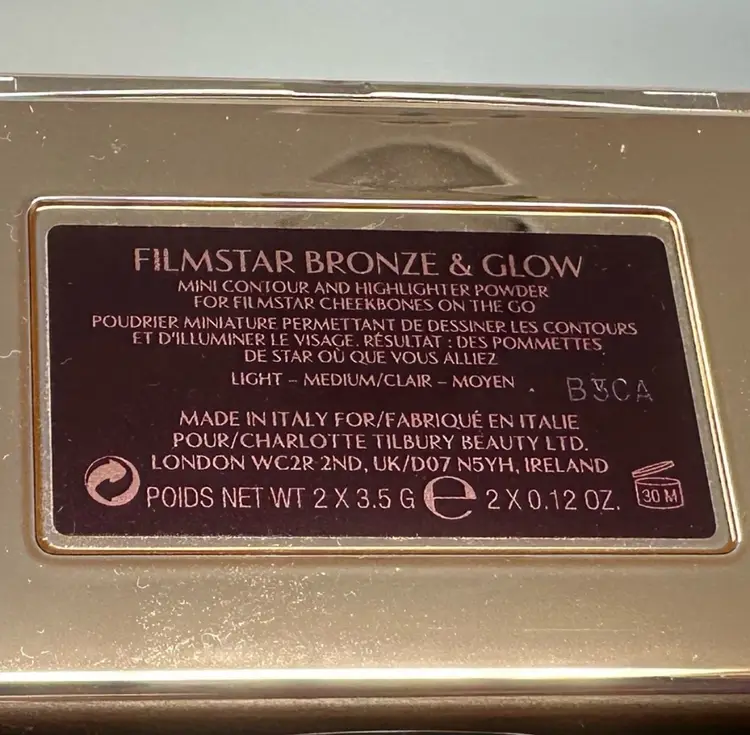 FILMSTAR BRONZE & GLOW
MINI CONTOUR AND HIGHLIGHTER POWDER
FOR FILMSTAR CHEEKBONES ON THE GO
POUDRIER MINIATURE PERMETTANT DE DESSINER LES CONTOURS
ET D'ILLUMINER LE VISAGE. RÉSULTAT : DES POMMETTES
DE STAR OÙ QUE VOUS ALLIEZ
LIGHT – MEDIUM/CLAIR – MOYEN .
MADE IN ITALY FOR/FABRIQUÉ EN ITALIE
POUR/CHARLOTTE TILBURY BEAUTY LTD.
LONDON WC2R 2ND, UK/D07 N5YH, IRELAND
POIDS NET WT 2 X 3.5 G e 2 X 0.12 OZ.
30 M